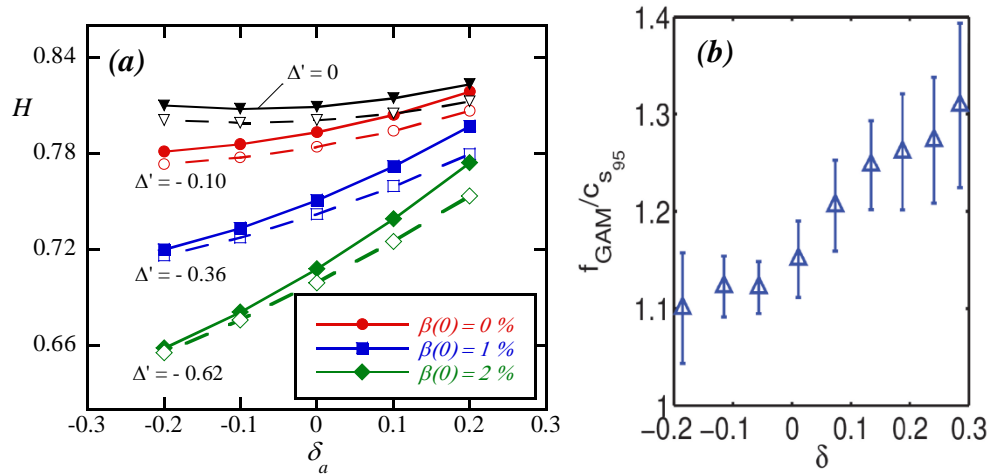 (a)
0.84
0.78
0.72
0.66
H
Δ' = 0
Δ' = - 0.10
Δ' = - 0.36
Δ' = - 0.62
β(0) = 0 %
β(0) = 1 %
β(0) = 2 %
-0.3 -0.2 -0.1 0 0.1 0.2 0.3
δa
(b)
1.4
1.3
1.2
1.1
1
fGAM/cs95
-0.2 -0.1 0 0.1 0.2 0.3
δ